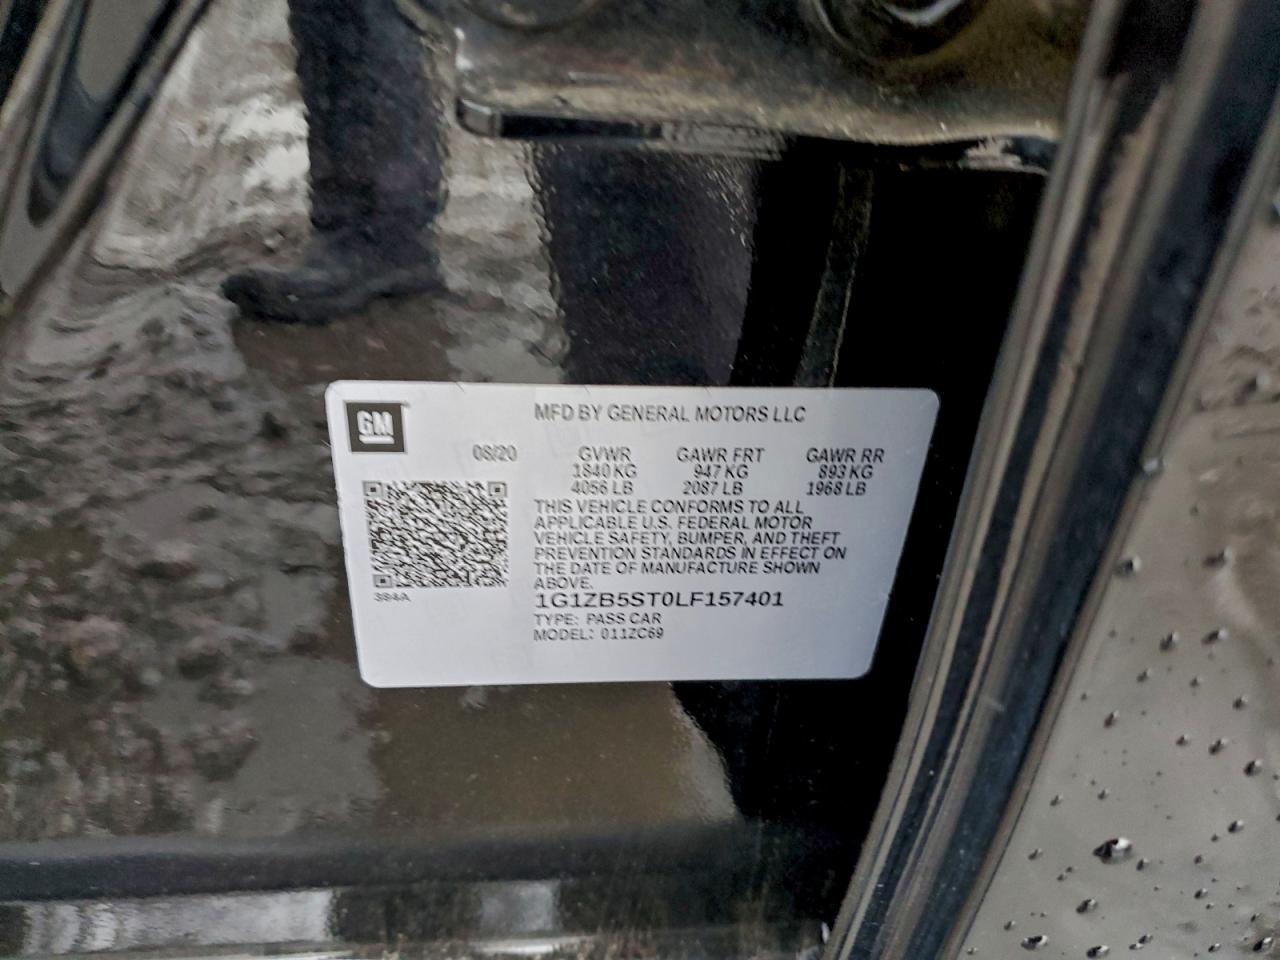 GM
MFD BY GENERAL MOTORS LLC
08/20 GVWR GAWR FRT GAWR RR
1840 KG 947 KG 893 KG
4056 LB 2087 LB 1968 LB
THIS VEHICLE CONFORMS TO ALL
APPLICABLE U.S. FEDERAL MOTOR
VEHICLE SAFETY, BUMPER, AND THEFT
PREVENTION STANDARDS IN EFFECT ON
THE DATE OF MANUFACTURE SHOWN
ABOVE.
384A
1G1ZB5ST0LF157401
TYPE: PASS CAR
MODEL: 011ZC69